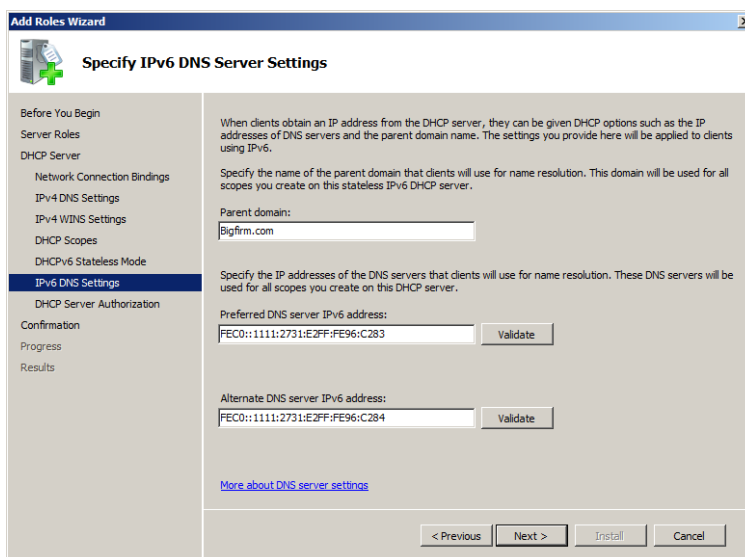 Add Roles Wizard
Specify IPv6 DNS Server Settings
Before You Begin
Server Roles
DHCP Server
Network Connection Bindings
IPv4 DNS Settings
IPv4 WINS Settings
DHCP Scopes
DHCPv6 Stateless Mode
IPv6 DNS Settings
DHCP Server Authorization
Confirmation
Progress
Results
When clients obtain an IP address from the DHCP server, they can be given DHCP options such as the IP
addresses of DNS servers and the parent domain name. The settings you provide here will be applied to clients
using IPv6.
Specify the name of the parent domain that clients will use for name resolution. This domain will be used for all
scopes you create on this stateless IPv6 DHCP server.
Parent domain:
Bigfirm.com
Specify the IP addresses of the DNS servers that clients will use for name resolution. These DNS servers will be
used for all scopes you create on this DHCP server.
Preferred DNS server IPv6 address:
FEC0::1111:2731:E2FF:FE96:C283 Validate
Alternate DNS server IPv6 address:
FEC0::1111:2731:E2FF:FE96:C284 Validate
More about DNS server settings
< Previous Next > Install Cancel